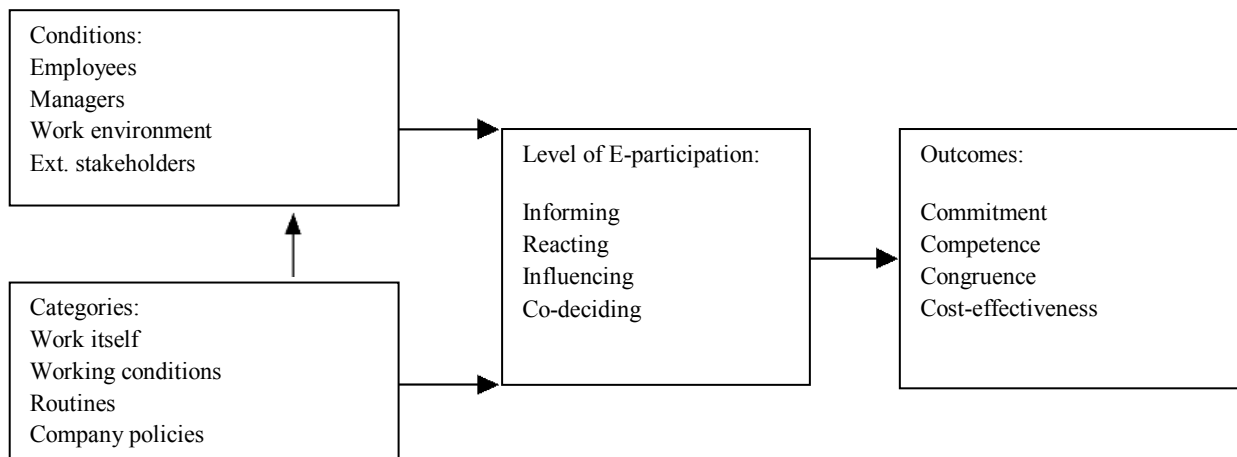 Conditions:
Employees
Managers
Work environment
Ext. stakeholders
Categories:
Work itself
Working conditions
Routines
Company policies
Level of E-participation:
Informing
Reacting
Influencing
Co-deciding
Outcomes:
Commitment
Competence
Congruence
Cost-effectiveness